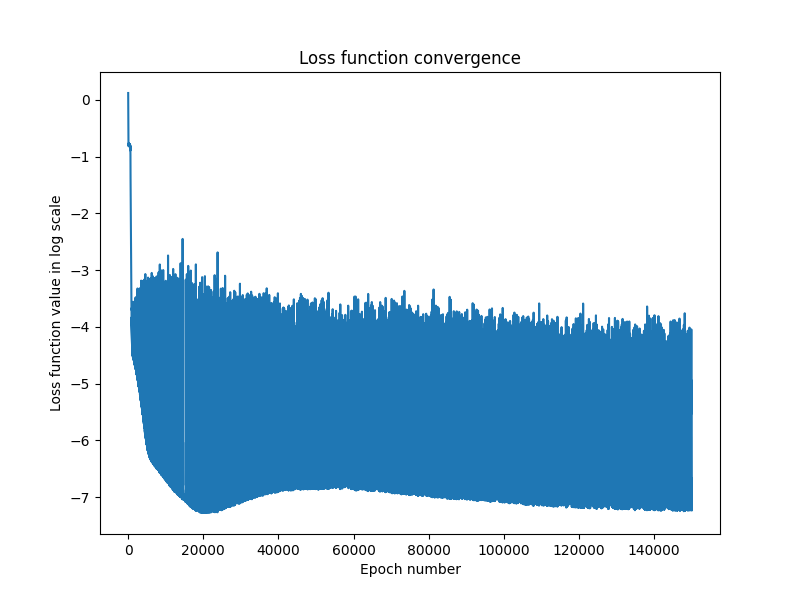 Loss function convergence
Loss function value in log scale
0
−1
−2
−3
−4
−5
−6
−7
0 20000 40000 60000 80000 100000 120000 140000
Epoch number